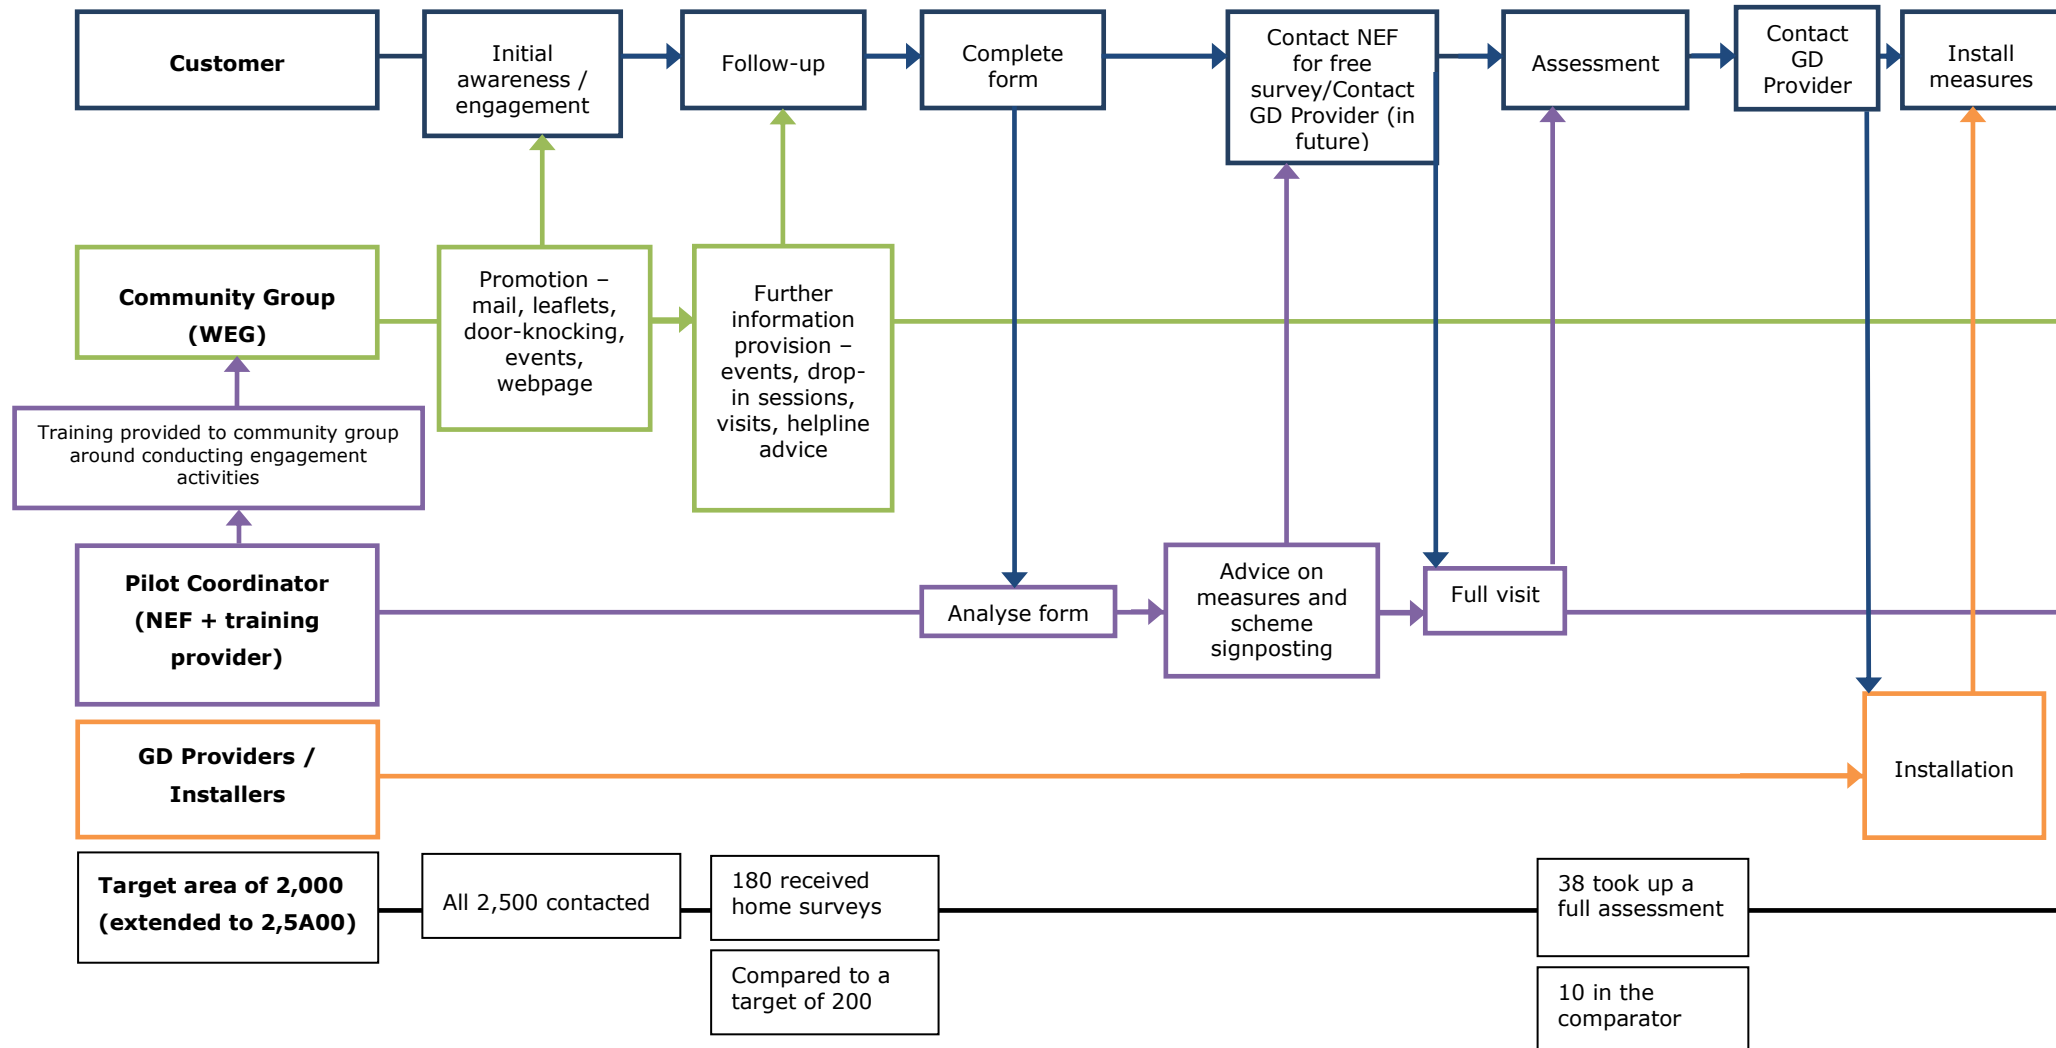 Customer
Initial
awareness /
engagement
Follow-up
Complete
form
Contact NEF
for free
survey/Contact
GD Provider (in
future)
Assessment
Contact
GD
Provider
Install
measures
Community Group
(WEG)
Promotion –
mail, leaflets,
door-knocking,
events,
webpage
Further
information
provision –
events, drop-
in sessions,
visits, helpline
advice
Training provided to community group
around conducting engagement
activities
Pilot Coordinator
(NEF + training
provider)
Analyse form
Advice on
measures and
scheme
signposting
Full visit
GD Providers /
Installers
Installation
Target area of 2,000
(extended to 2,5A00)
All 2,500 contacted
180 received
home surveys
Compared to a
target of 200
38 took up a
full assessment
10 in the
comparator